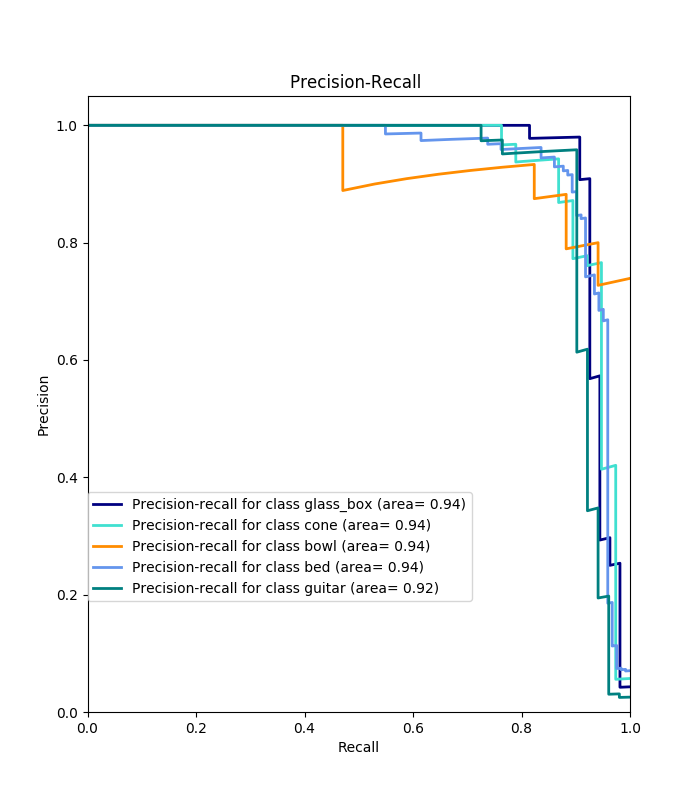 Precision-Recall
1.0
0.8
0.6
0.4
0.2
0.0
Precision
Precision-recall for class glass_box (area= 0.94)
Precision-recall for class cone (area= 0.94)
Precision-recall for class bowl (area= 0.94)
Precision-recall for class bed (area= 0.94)
Precision-recall for class guitar (area= 0.92)
0.0 0.2 0.4 0.6 0.8 1.0
Recall